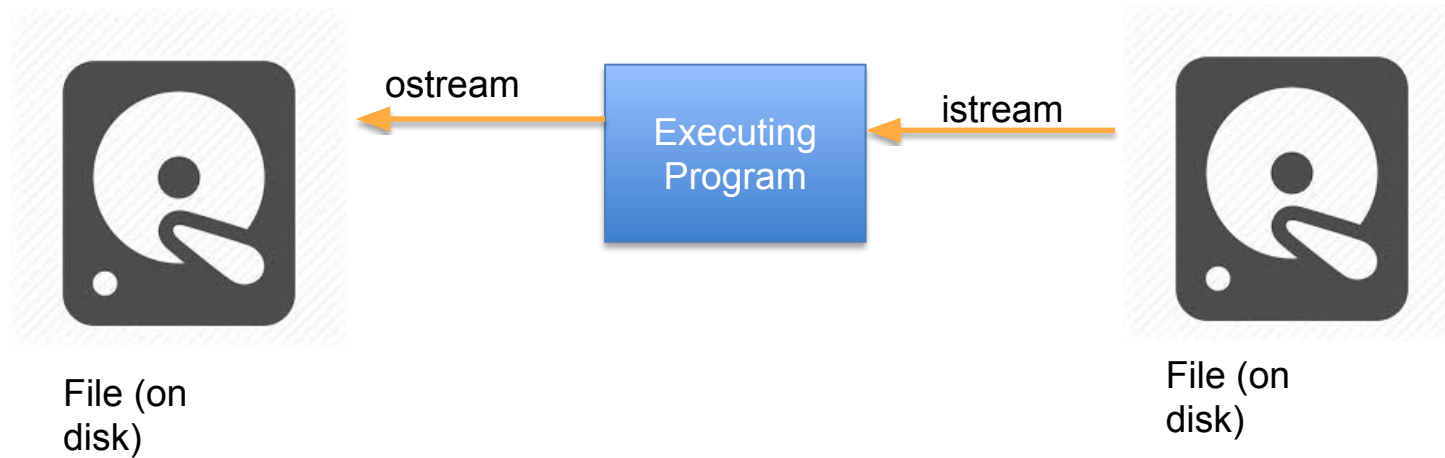 ostream
istream
Executing
Program
File (on
disk)
File (on
disk)